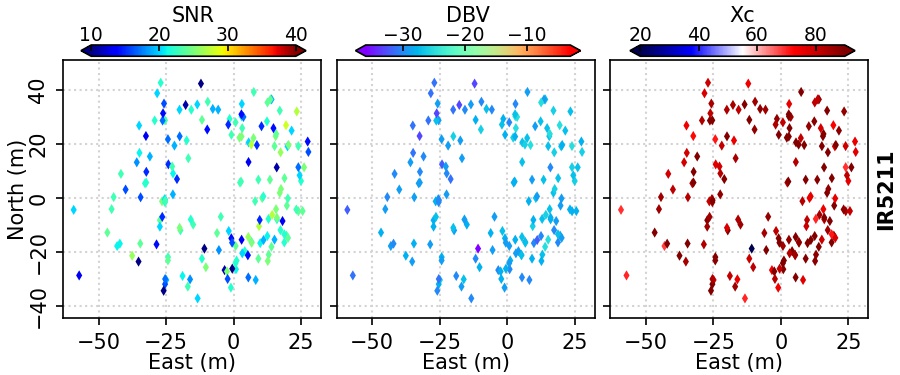 SNR DBV Xc
10 20 30 40 −30 −20 −10 20 40 60 80
North (m)
40
20
0
−20
−40
−50 −25 0 25 −50 −25 0 25 −50 −25 0 25
East (m) East (m) East (m)
IR5211